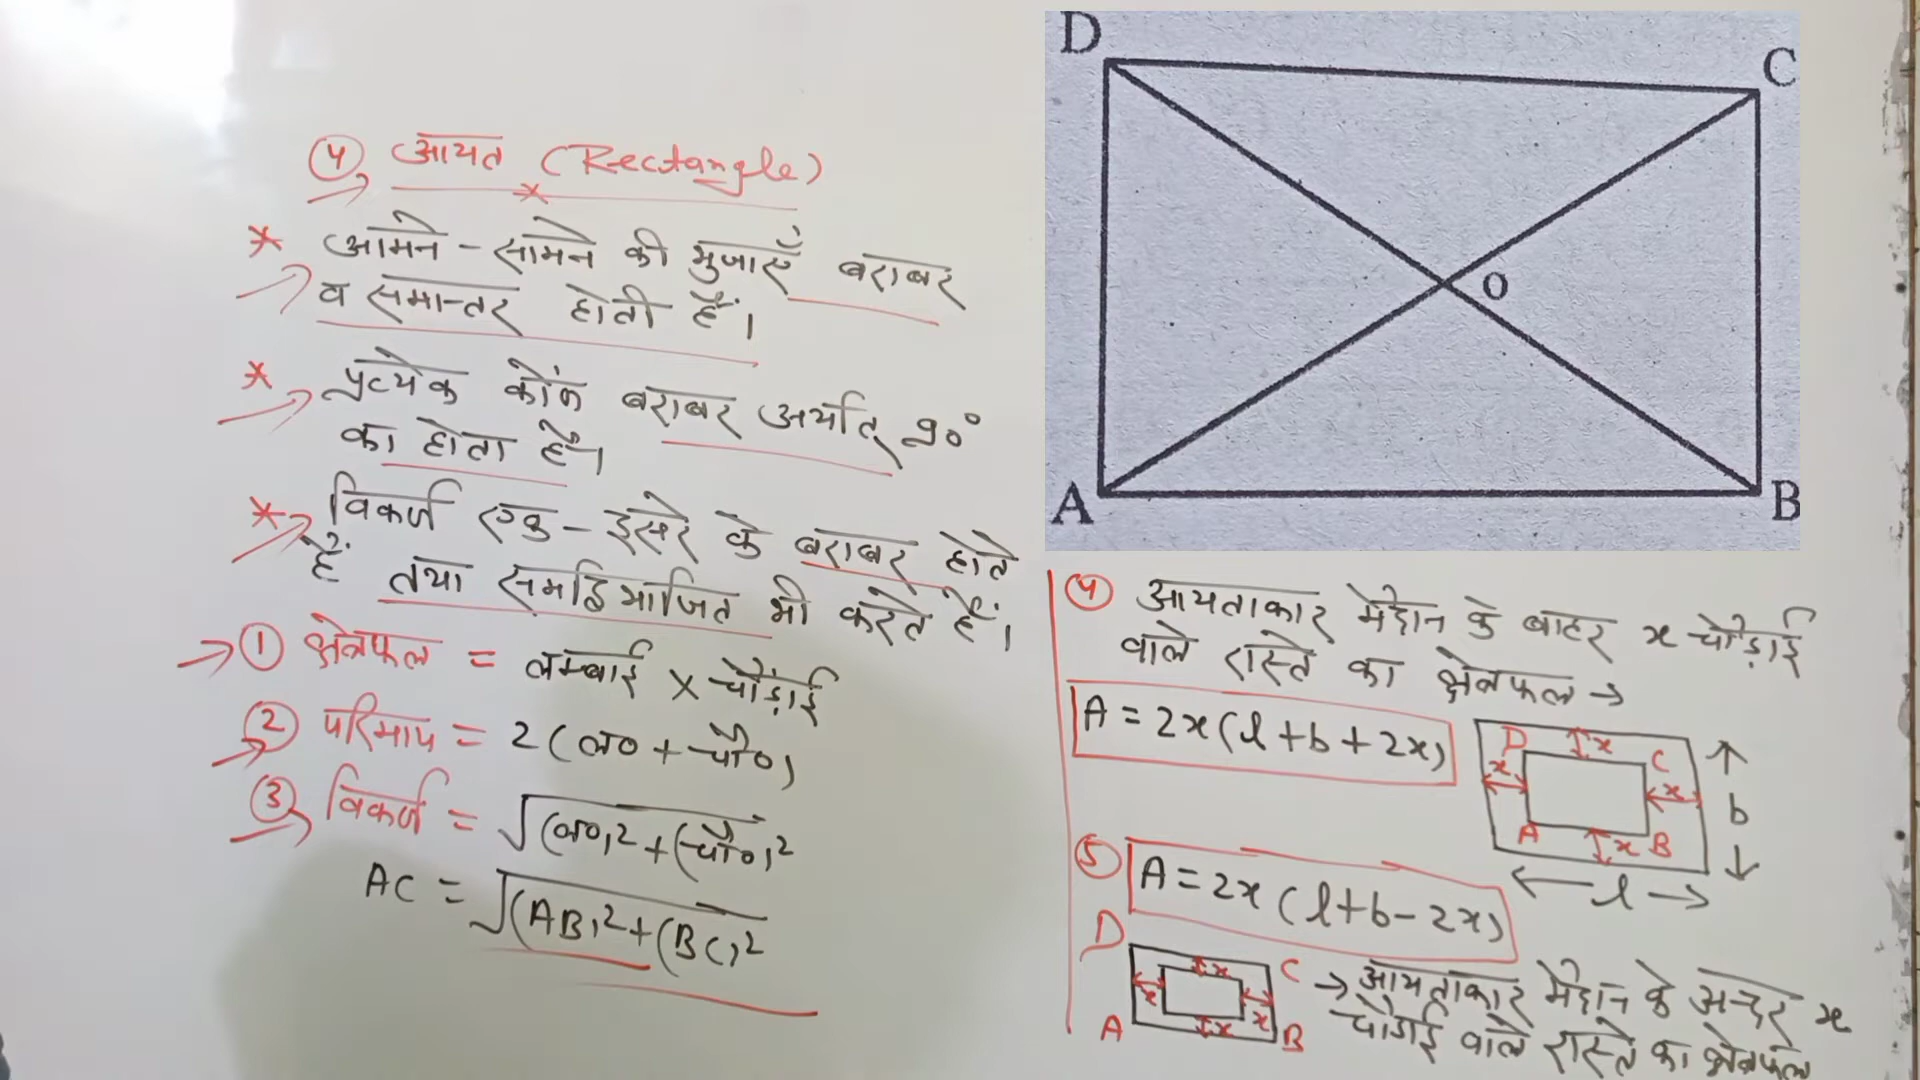 ④ आयत (Rectangle)
* आमने-सामने की भुजाएँ बराबर
व समान्तर होती हैं।
* प्रत्येक कोंण बराबर अर्थात् 90°
का होता है।
* विकर्ण एक-दूसरे के बराबर होते
हैं तथा समद्विभाजित भी करते हैं।
→ ① क्षेत्रफल = लम्बाई × चौड़ाई
② परिमाप = 2(ल० + चौ०)
③ विकर्ण = √(ल०)² + (चौ०)²
AC = √(AB)² + (BC)²
D
C
O
A
B
④ आयताकार मैदान के बाहर x चौड़ाई
वाले रास्ते का क्षेत्रफल →
A = 2x(l + b + 2x)
D x C
x x b
A x B
l
⑤ A = 2x(l + b - 2x)
D x C
x x
A x B
→ आयताकार मैदान के अन्दर x
चौडाई वाले रास्ते का क्षेत्रफल